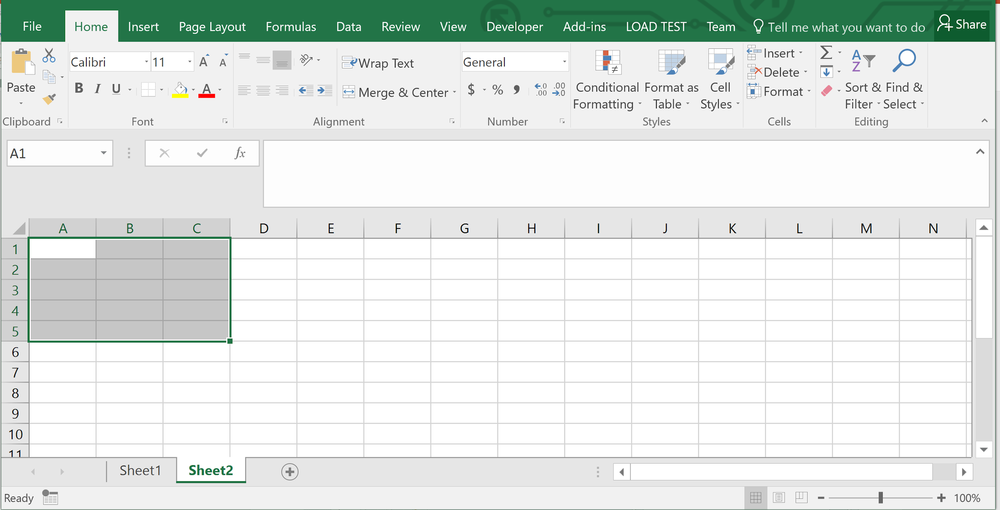 File Home Insert Page Layout Formulas Data Review View Developer Add-ins LOAD TEST Team Tell me what you want to do Share
Calibri 11 A A ab Wrap Text General Insert
Delete
Paste B I U A Merge & Center $ % , .0 .00 .00 .0 Conditional Formatting Format as Table Cell Styles Format Sort & Filter Find & Select
Clipboard Font Alignment Number Styles Cells Editing
A1 fx
A B C D E F G H I J K L M N
1
2
3
4
5
6
7
8
9
10
11
Sheet1 Sheet2
Ready 100%